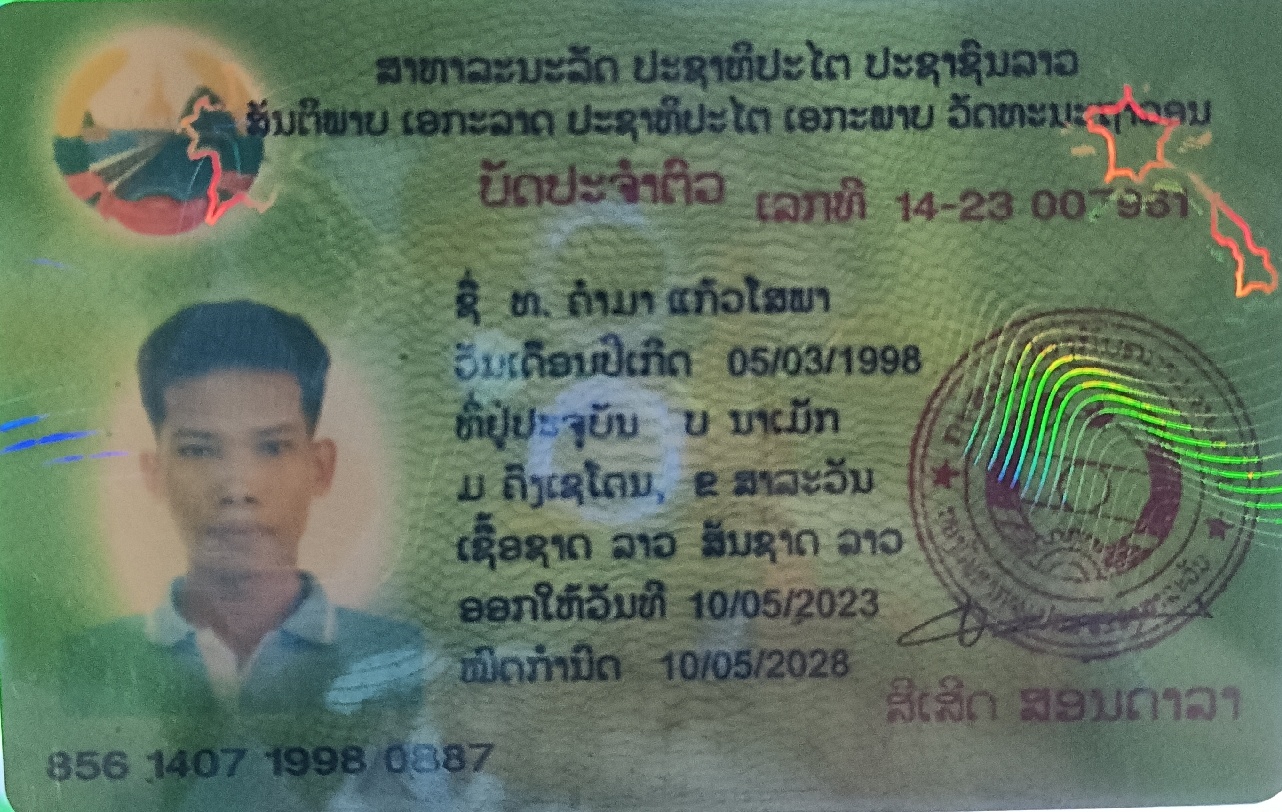 ສາທາລະນະລັດ ປະຊາທິປະໄຕ ປະຊາຊົນລາວ
ສັນຕິພາບ ເອກະລາດ ປະຊາທິປະໄຕ ເອກະພາບ ວັດທະນະຖາວອນ
ບັດປະຈຳຕົວ ເລກທີ 14-23 007931
ຊື່ ທ. ຄຳມາ ແກ້ວໂສພາ
ວັນເດືອນປີເກີດ 05/03/1998
ທີ່ຢູ່ປະຈຸບັນ ບ ນາເມັກ
ມ ຄົງເຊໂດນ, ຂ ສາລະວັນ
ເຊື້ອຊາດ ລາວ ສັນຊາດ ລາວ
ອອກໃຫ້ວັນທີ 10/05/2023
ໝົດກຳນົດ 10/05/2028
ສີເສີດ ສອນດາລາ
856 1407 1998 0887